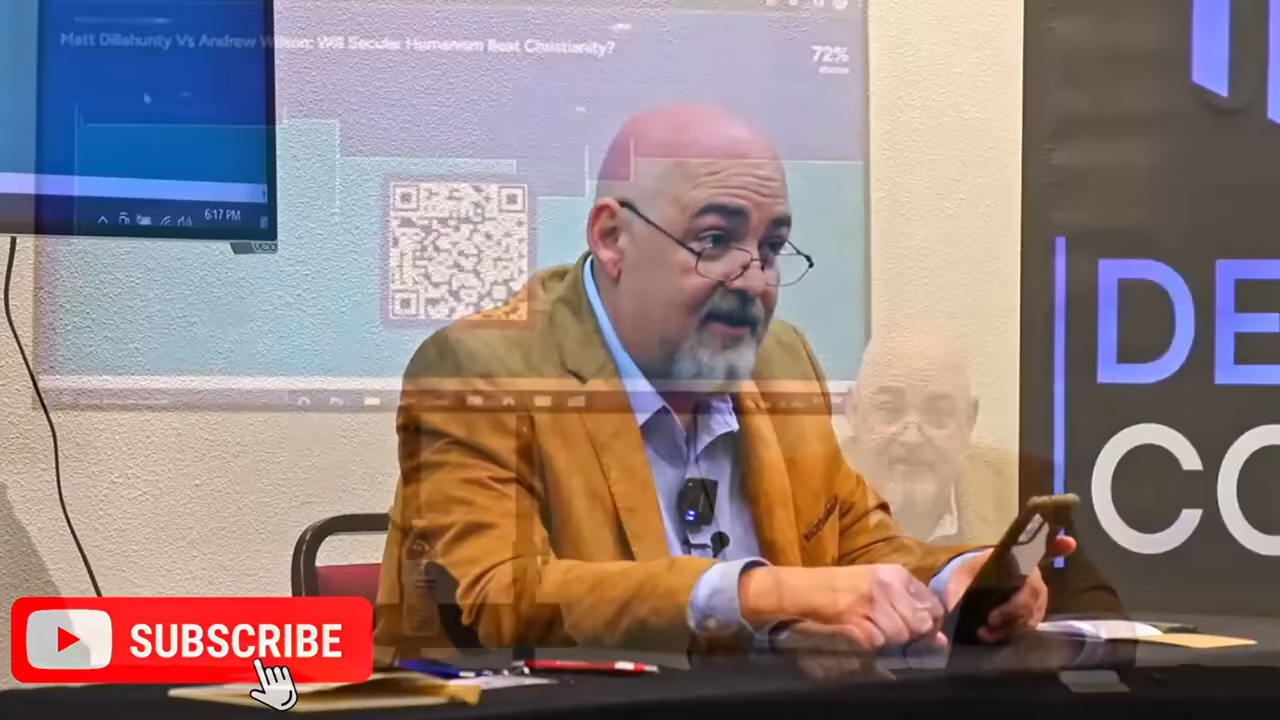 Matt Dillahunty Vs Andrew Wilson: Will Secular Humanism Beat Christianity?
72%
6:17 PM
DE
CO
SUBSCRIBE